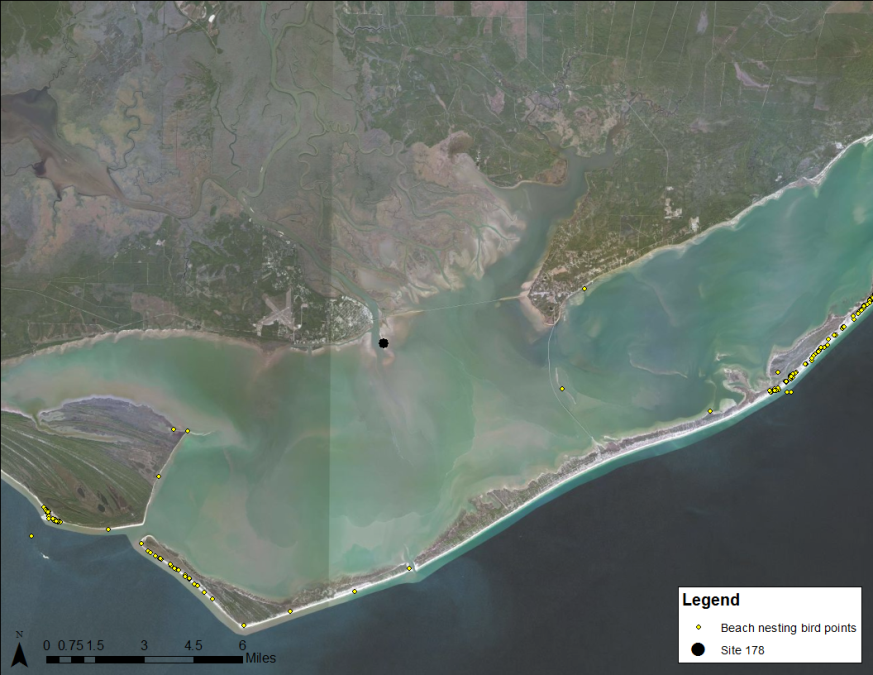 Legend
Beach nesting bird points
Site 178
N
0 0.75 1.5 3 4.5 6
Miles